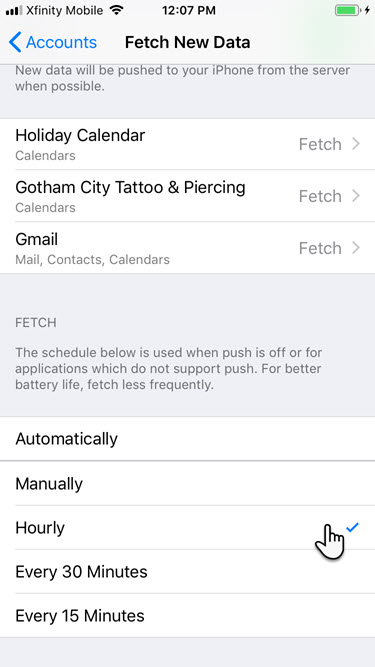 Xfinity Mobile 12:07 PM
Accounts Fetch New Data
New data will be pushed to your iPhone from the server
when possible.
Holiday Calendar Fetch
Calendars
Gotham City Tattoo & Piercing Fetch
Calendars
Gmail Fetch
Mail, Contacts, Calendars
FETCH
The schedule below is used when push is off or for
applications which do not support push. For better
battery life, fetch less frequently.
Automatically
Manually
Hourly
Every 30 Minutes
Every 15 Minutes